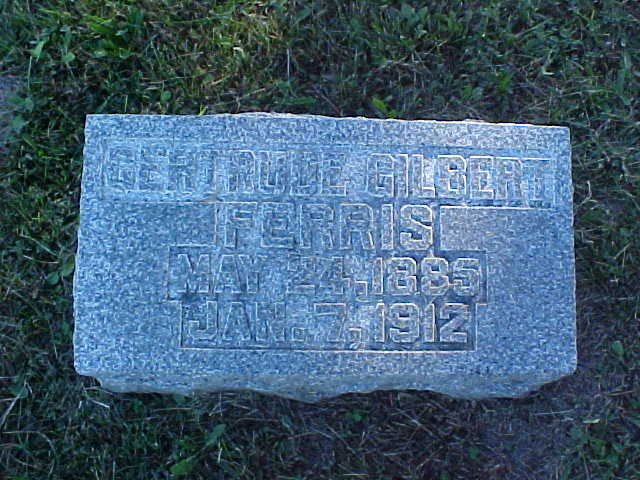 GERTRUDE GILBERT
FERRIS
MAY 24, 1885
JAN. 7, 1912